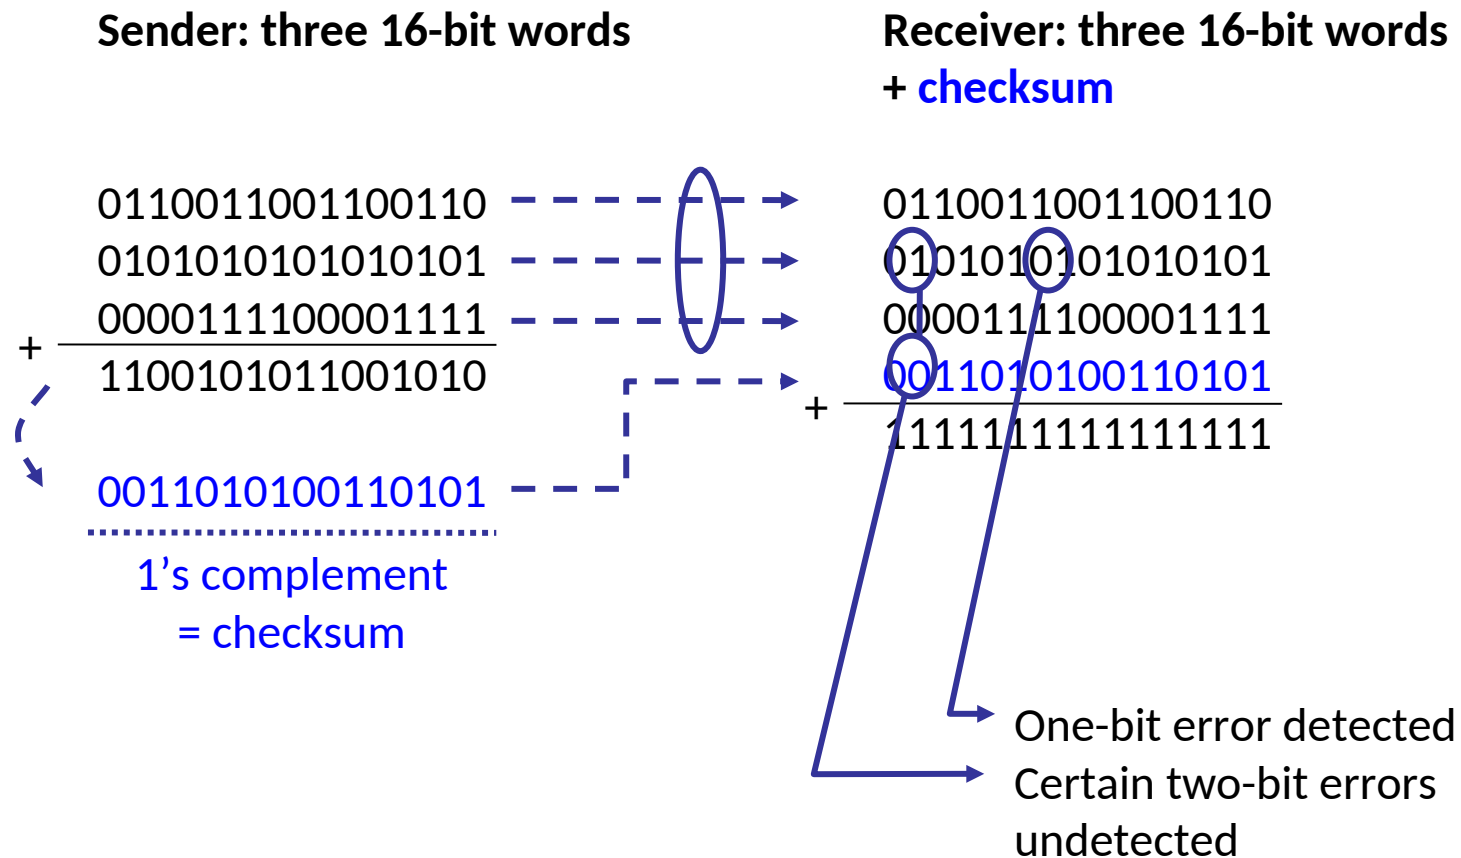 Sender: three 16-bit words
0110011001100110
0101010101010101
0000111100001111
+
1100101011001010
0011010100110101
1’s complement
= checksum
Receiver: three 16-bit words
+ checksum
0110011001100110
0101010101010101
0000111100001111
0011010100110101
+
1111111111111111
One-bit error detected
Certain two-bit errors
undetected